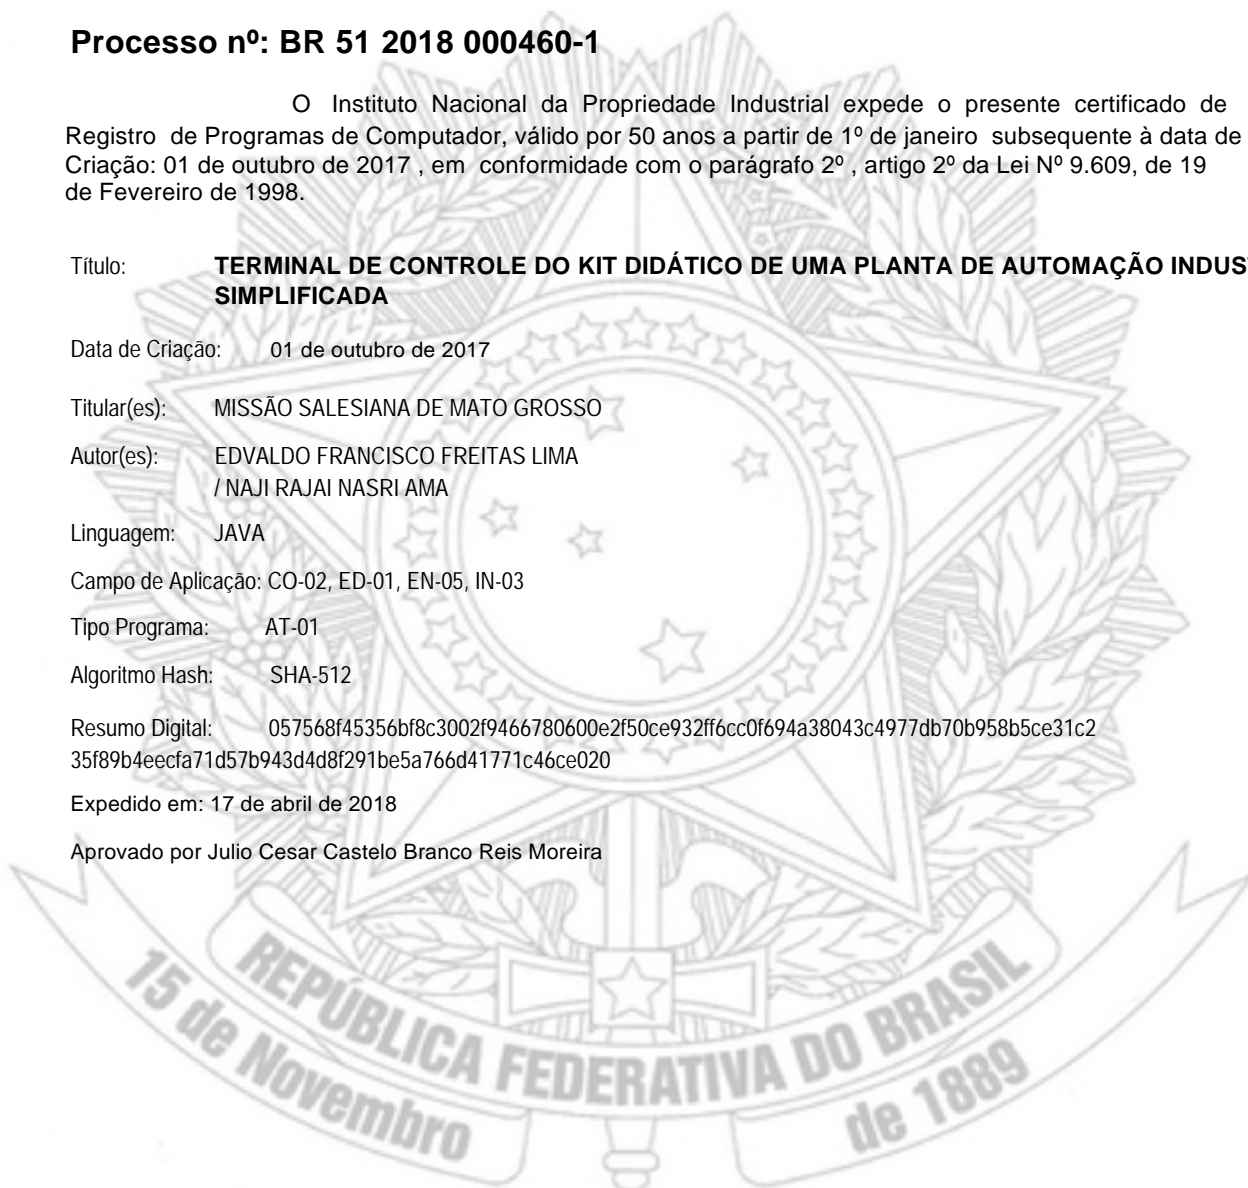 Processo nº: BR 51 2018 000460-1
O Instituto Nacional da Propriedade Industrial expede o presente certificado de
Registro de Programas de Computador, válido por 50 anos a partir de 1º de janeiro subsequente à data de
Criação: 01 de outubro de 2017 , em conformidade com o parágrafo 2º , artigo 2º da Lei Nº 9.609, de 19
de Fevereiro de 1998.
Título: TERMINAL DE CONTROLE DO KIT DIDÁTICO DE UMA PLANTA DE AUTOMAÇÃO INDUS
SIMPLIFICADA
Data de Criação: 01 de outubro de 2017
Titular(es): MISSÃO SALESIANA DE MATO GROSSO
Autor(es): EDVALDO FRANCISCO FREITAS LIMA
/ NAJI RAJAI NASRI AMA
Linguagem: JAVA
Campo de Aplicação: CO-02, ED-01, EN-05, IN-03
Tipo Programa: AT-01
Algoritmo Hash: SHA-512
Resumo Digital: 057568f45356bf8c3002f9466780600e2f50ce932ff6cc0f694a38043c4977db70b958b5ce31c2
35f89b4eecfa71d57b943d4d8f291be5a766d41771c46ce020
Expedido em: 17 de abril de 2018
Aprovado por Julio Cesar Castelo Branco Reis Moreira
REPÚBLICA FEDERATIVA DO BRASIL
15 de Novembro de 1889